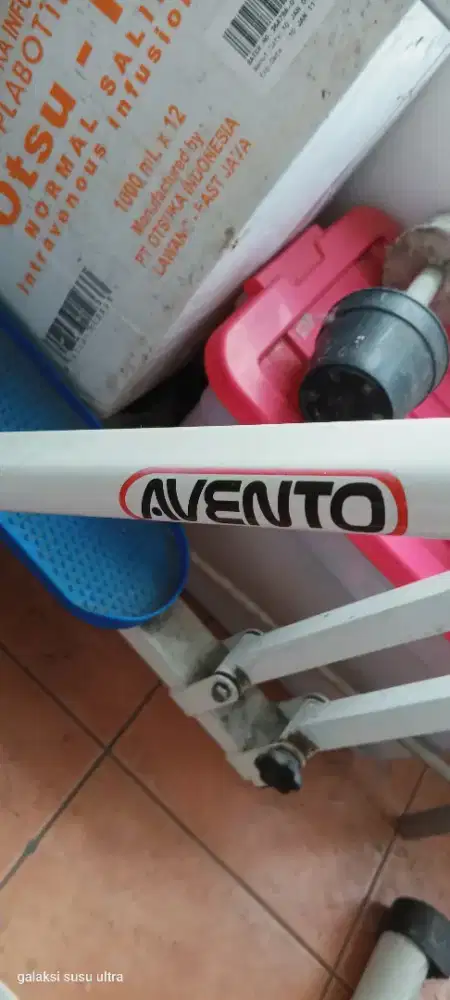 PLABOTT
Otsu -
NORMAL SALI
Intravenous infusion
1000 mL x 12
Manufactured by:
PT OTSUKA INDONESIA
LAWANG - EAST JAVA
AVENTO
galaksi susu ultra